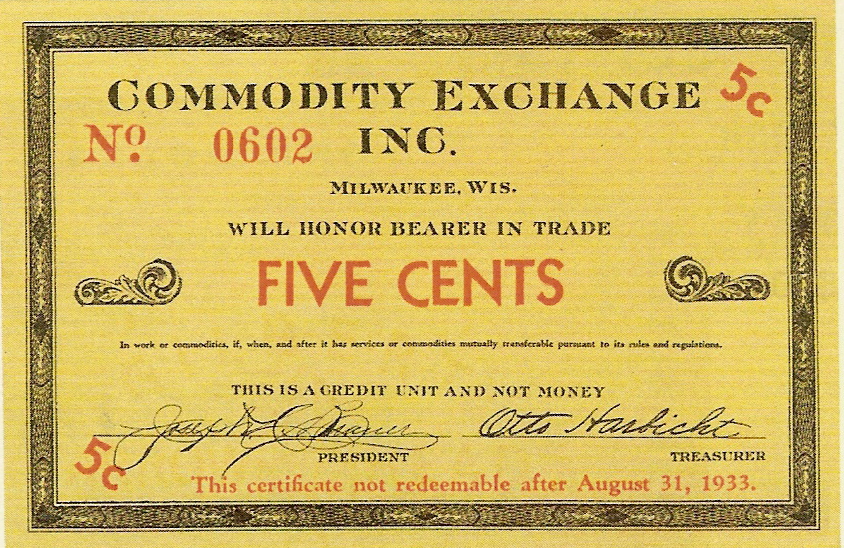 COMMODITY EXCHANGE
5c
No. 0602 INC.
MILWAUKEE, WIS.
WILL HONOR BEARER IN TRADE
FIVE CENTS
In work or commodities, if, when, and after it has services or commodities mutually transferable pursuant to its rules and regulations.
THIS IS A CREDIT UNIT AND NOT MONEY
Otto Harbicht
PRESIDENT TREASURER
5c
This certificate not redeemable after August 31, 1933.